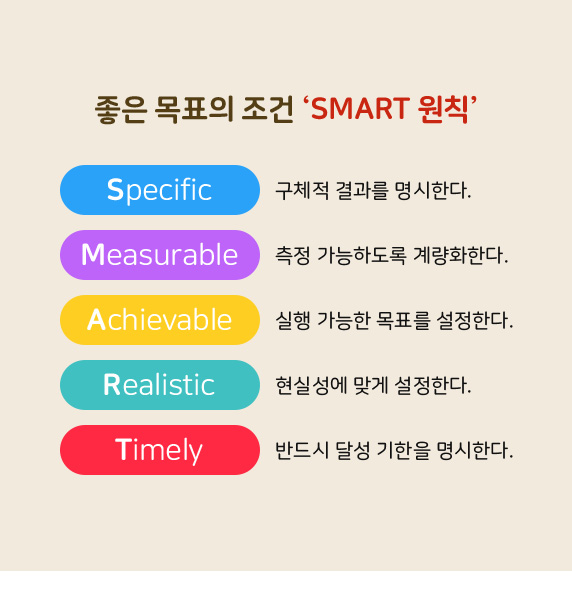 좋은 목표의 조건 ‘SMART 원칙’
Specific 구체적 결과를 명시한다.
Measurable 측정 가능하도록 계량화한다.
Achievable 실행 가능한 목표를 설정한다.
Realistic 현실성에 맞게 설정한다.
Timely 반드시 달성 기한을 명시한다.